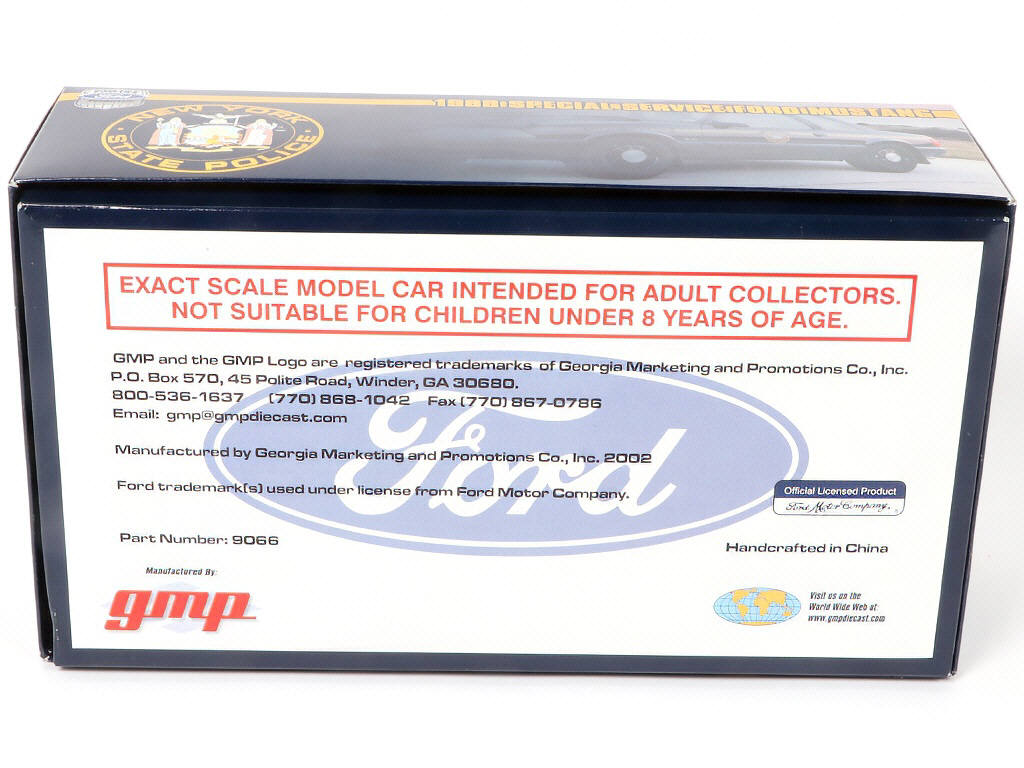 1988 SPECIAL SERVICE FORD MUSTANG
NEW YORK
STATE POLICE
EXACT SCALE MODEL CAR INTENDED FOR ADULT COLLECTORS.
NOT SUITABLE FOR CHILDREN UNDER 8 YEARS OF AGE.
GMP and the GMP Logo are registered trademarks of Georgia Marketing and Promotions Co., Inc.
P.O. Box 570, 45 Polite Road, Winder, GA 30680.
800-536-1637 (770) 868-1042 Fax (770) 867-0786
Email: gmp@gmpdiecast.com
Ford
Manufactured by Georgia Marketing and Promotions Co., Inc. 2002
Ford trademark(s) used under license from Ford Motor Company.
Official Licensed Product
Ford Motor Company.
Part Number: 9066
Handcrafted in China
Manufactured By:
gmp
Visit us on the
World Wide Web at
www.gmpdiecast.com